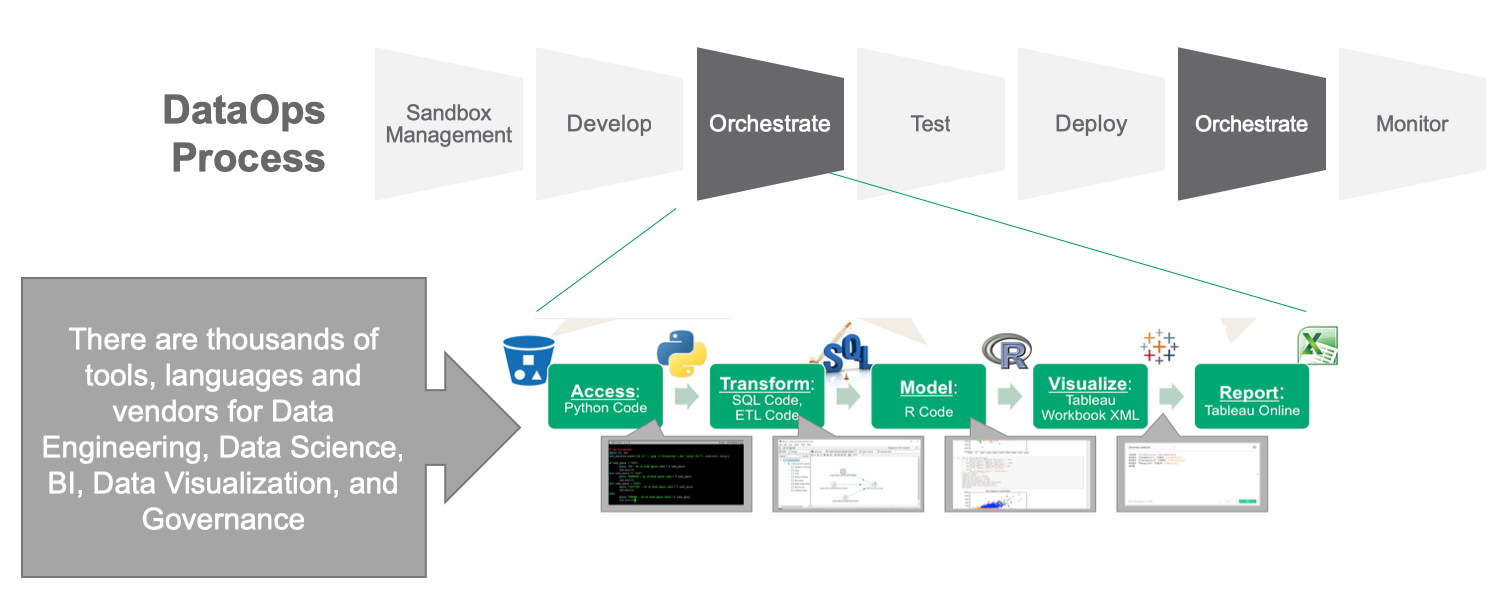 DataOps
Process
Sandbox
Management
Develop
Orchestrate
Test
Deploy
Orchestrate
Monitor
There are thousands of
tools, languages and
vendors for Data
Engineering, Data Science,
BI, Data Visualization, and
Governance
SQL
R
X
Access:
Python Code
Transform:
SQL Code,
ETL Code
Model:
R Code
Visualize:
Tableau
Workbook XML
Report:
Tableau Online